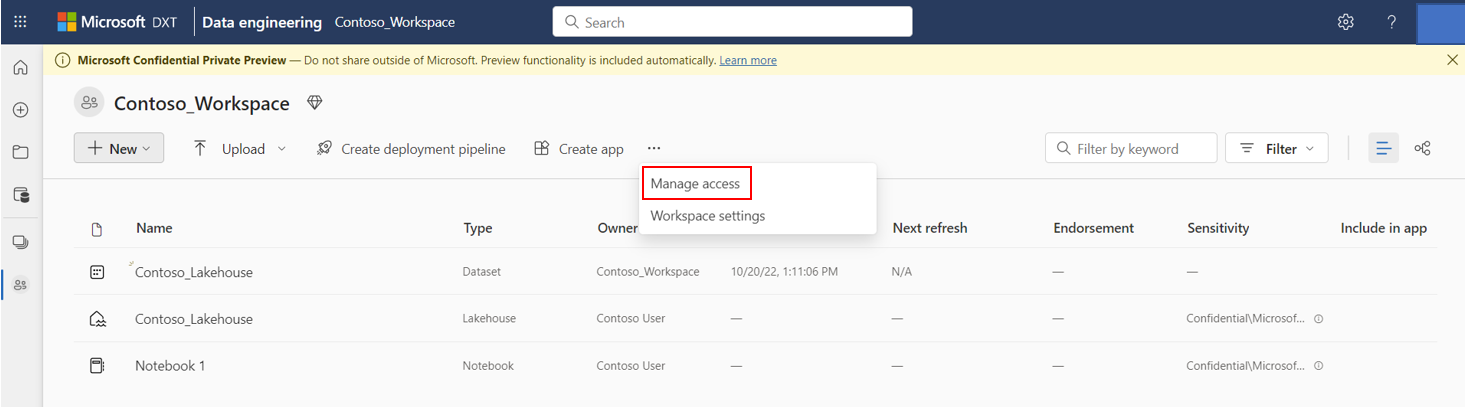 Microsoft DXT Data engineering Contoso_Workspace Search ?
Microsoft Confidential Private Preview — Do not share outside of Microsoft. Preview functionality is included automatically. Learn more
Contoso_Workspace
New Upload Create deployment pipeline Create app ... Filter by keyword Filter
Manage access
Workspace settings
Name Type Owner Next refresh Endorsement Sensitivity Include in app
Contoso_Lakehouse Dataset Contoso_Workspace 10/20/22, 1:11:06 PM N/A — —
Contoso_Lakehouse Lakehouse Contoso User — — — Confidential\Microsof...
Notebook 1 Notebook Contoso User — — — Confidential\Microsof...